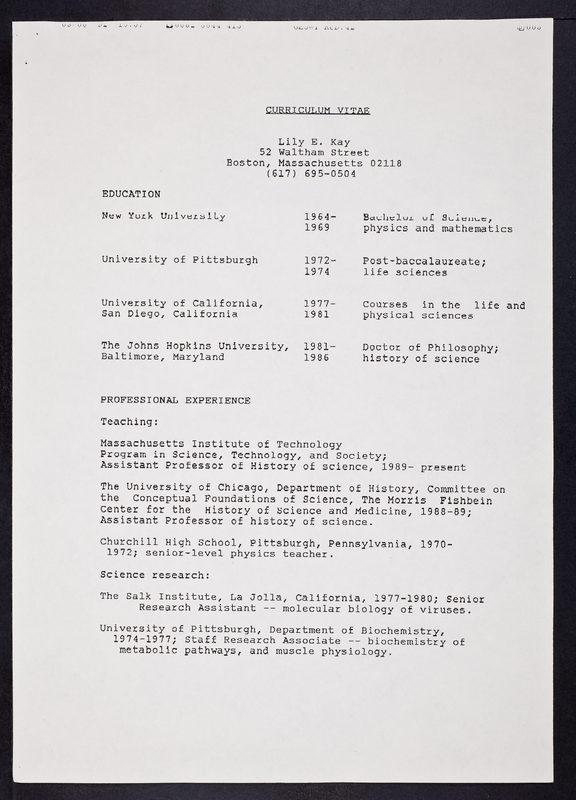 CURRICULUM VITAE
Lily E. Kay
52 Waltham Street
Boston, Massachusetts 02118
(617) 695-0504
EDUCATION
New York University 1964- Bachelor of Science,
1969 physics and mathematics
University of Pittsburgh 1972- Post-baccalaureate;
1974 life sciences
University of California, 1977- Courses in the life and
San Diego, California 1981 physical sciences
The Johns Hopkins University, 1981- Doctor of Philosophy;
Baltimore, Maryland 1986 history of science
PROFESSIONAL EXPERIENCE
Teaching:
Massachusetts Institute of Technology
Program in Science, Technology, and Society;
Assistant Professor of History of science, 1989- present
The University of Chicago, Department of History, Committee on
the Conceptual Foundations of Science, The Morris Fishbein
Center for the History of Science and Medicine, 1988-89;
Assistant Professor of history of science.
Churchill High School, Pittsburgh, Pennsylvania, 1970-
1972; senior-level physics teacher.
Science research:
The Salk Institute, La Jolla, California, 1977-1980; Senior
Research Assistant -- molecular biology of viruses.
University of Pittsburgh, Department of Biochemistry,
1974-1977; Staff Research Associate -- biochemistry of
metabolic pathways, and muscle physiology.